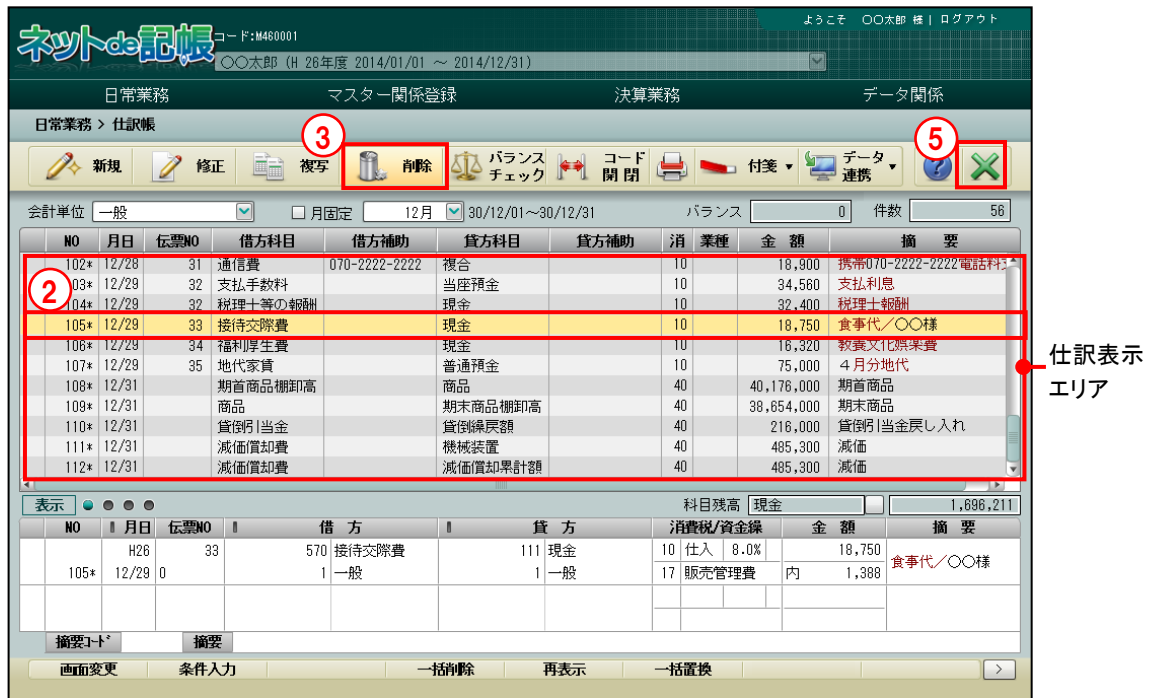 ようこそ 〇〇太郎 様 | ログアウト
ネットde記帳 コード:M460001
〇〇太郎 (H 26年度 2014/01/01 ~ 2014/12/31)
日常業務 マスター関係登録 決算業務 データ関係
日常業務 > 仕訳帳
③ ⑤
新規 修正 複写 削除 バランスチェック コード開閉 付箋 データ連携 ?
会計単位 一般 月固定 12月 30/12/01~30/12/31 バランス 0 件数 56
NO 月日 伝票NO 借方科目 借方補助 貸方科目 貸方補助 消 業種 金 額 摘 要
102* 12/28 31 通信費 070-2222-2222 複合 10 18,900 携帯070-2222-2222電話料
② 03* 12/29 32 支払手数料 当座預金 10 34,560 支払利息
04* 12/29 32 税理士等の報酬 現金 10 32,400 税理士報酬
105* 12/29 33 接待交際費 現金 10 18,750 食事代/〇〇様
106* 12/29 34 福利厚生費 現金 10 16,320 教養文化娯楽費
107* 12/29 35 地代家賃 普通預金 10 75,000 4月分地代
108* 12/31 期首商品棚卸高 商品 40 40,176,000 期首商品
109* 12/31 商品 期末商品棚卸高 40 38,654,000 期末商品
110* 12/31 貸倒引当金 貸倒繰戻額 40 216,000 貸倒引当金戻し入れ
111* 12/31 減価償却費 機械装置 40 485,300 減価
112* 12/31 減価償却費 減価償却累計額 40 485,300 減価
仕訳表示
エリア
表示 科目残高 現金 1,696,211
NO 月日 伝票NO 借 方 貸 方 消費税/資金繰 金 額 摘 要
H26 33 570 接待交際費 111 現金 10 仕入 8.0% 18,750 食事代/〇〇様
105* 12/29 0 1 一般 1 一般 17 販売管理費 内 1,388
摘要コード 摘要
画面変更 条件入力 一括削除 再表示 一括置換 >